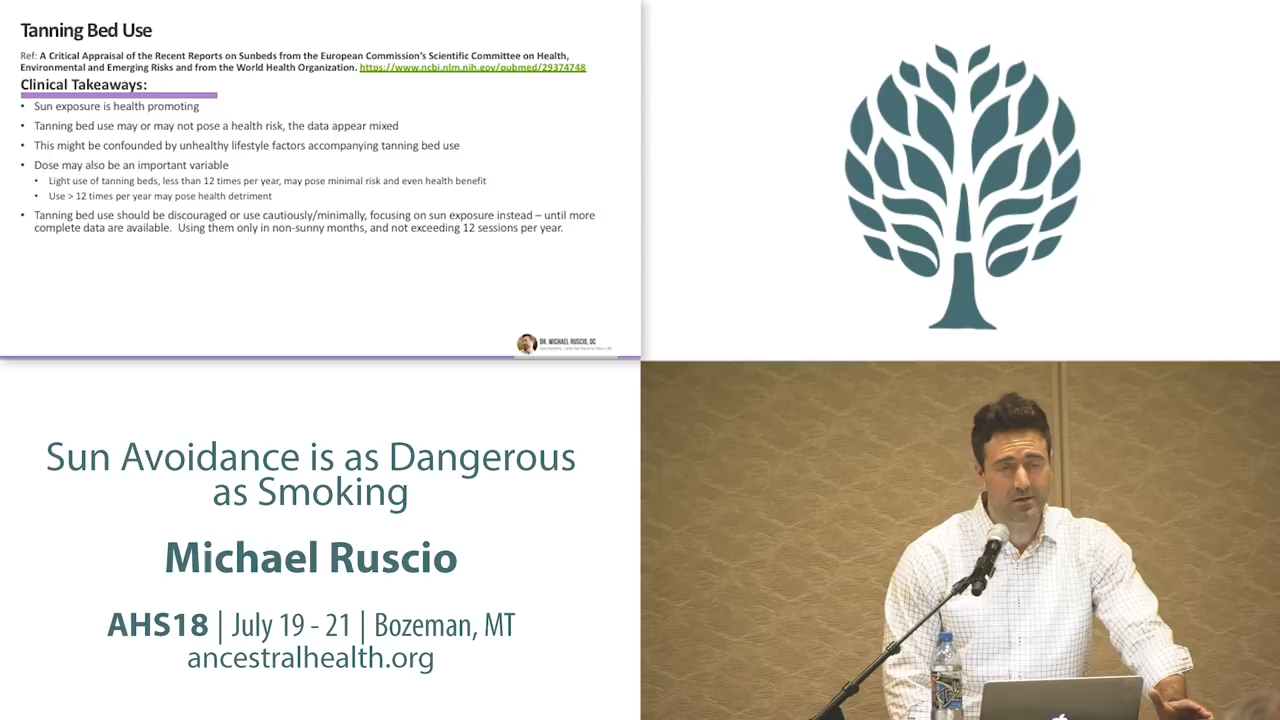 Tanning Bed Use
Ref: A Critical Appraisal of the Recent Reports on Sunbeds from the European Commission's Scientific Committee on Health,
Environmental and Emerging Risks and from the World Health Organization. https://www.ncbi.nlm.nih.gov/pubmed/29374748
Clinical Takeaways:
• Sun exposure is health promoting
• Tanning bed use may or may not pose a health risk, the data appear mixed
• This might be confounded by unhealthy lifestyle factors accompanying tanning bed use
• Dose may also be an important variable
• Light use of tanning beds, less than 12 times per year, may pose minimal risk and even health benefit
• Use > 12 times per year may pose health detriment
• Tanning bed use should be discouraged or use cautiously/minimally, focusing on sun exposure instead – until more
complete data are available. Using them only in non-sunny months, and not exceeding 12 sessions per year.
DR. MICHAEL RUSCIO, DC
Sun Avoidance is as Dangerous
as Smoking
Michael Ruscio
AHS18 | July 19 - 21 | Bozeman, MT
ancestralhealth.org